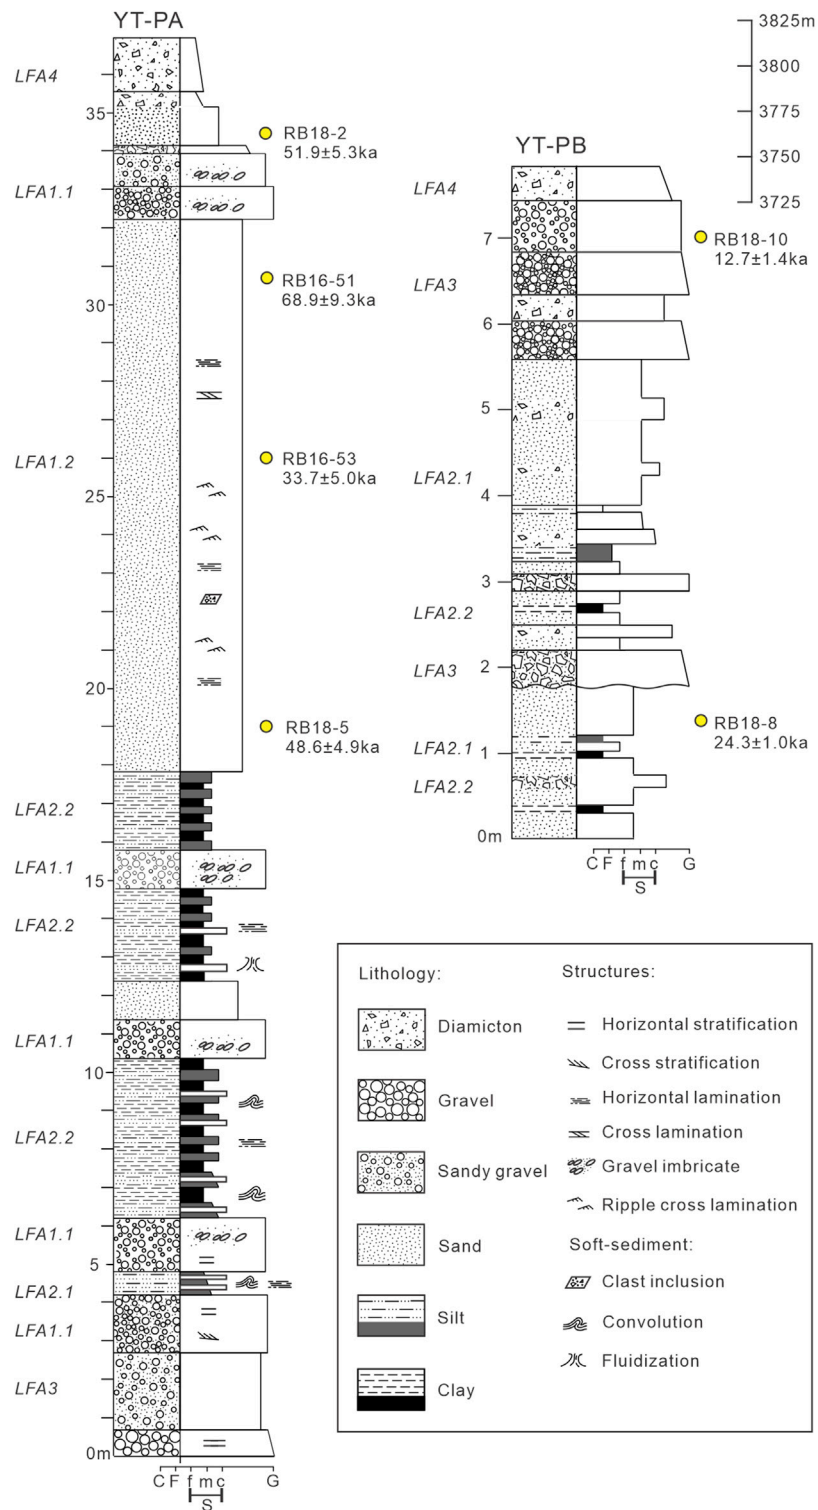 YT-PA
LFA4
35
RB18-2
51.9±5.3ka
LFA1.1
RB16-51
68.9±9.3ka
30
LFA1.2
RB16-53
33.7±5.0ka
25
20
RB18-5
48.6±4.9ka
LFA2.2
LFA1.1
15
LFA2.2
LFA1.1
10
LFA2.2
LFA1.1
5
LFA2.1
LFA1.1
LFA3
0m
C F f m c G
S
3825m
3800
3775
3750
3725
YT-PB
LFA4
7
RB18-10
12.7±1.4ka
LFA3
6
5
LFA2.1
4
3
LFA2.2
LFA3
2
RB18-8
24.3±1.0ka
LFA2.1
1
LFA2.2
0m
C F f m c G
S
Lithology:
Diamicton
Gravel
Sandy gravel
Sand
Silt
Clay
Structures:
Horizontal stratification
Cross stratification
Horizontal lamination
Cross lamination
Gravel imbricate
Ripple cross lamination
Soft-sediment:
Clast inclusion
Convolution
Fluidization